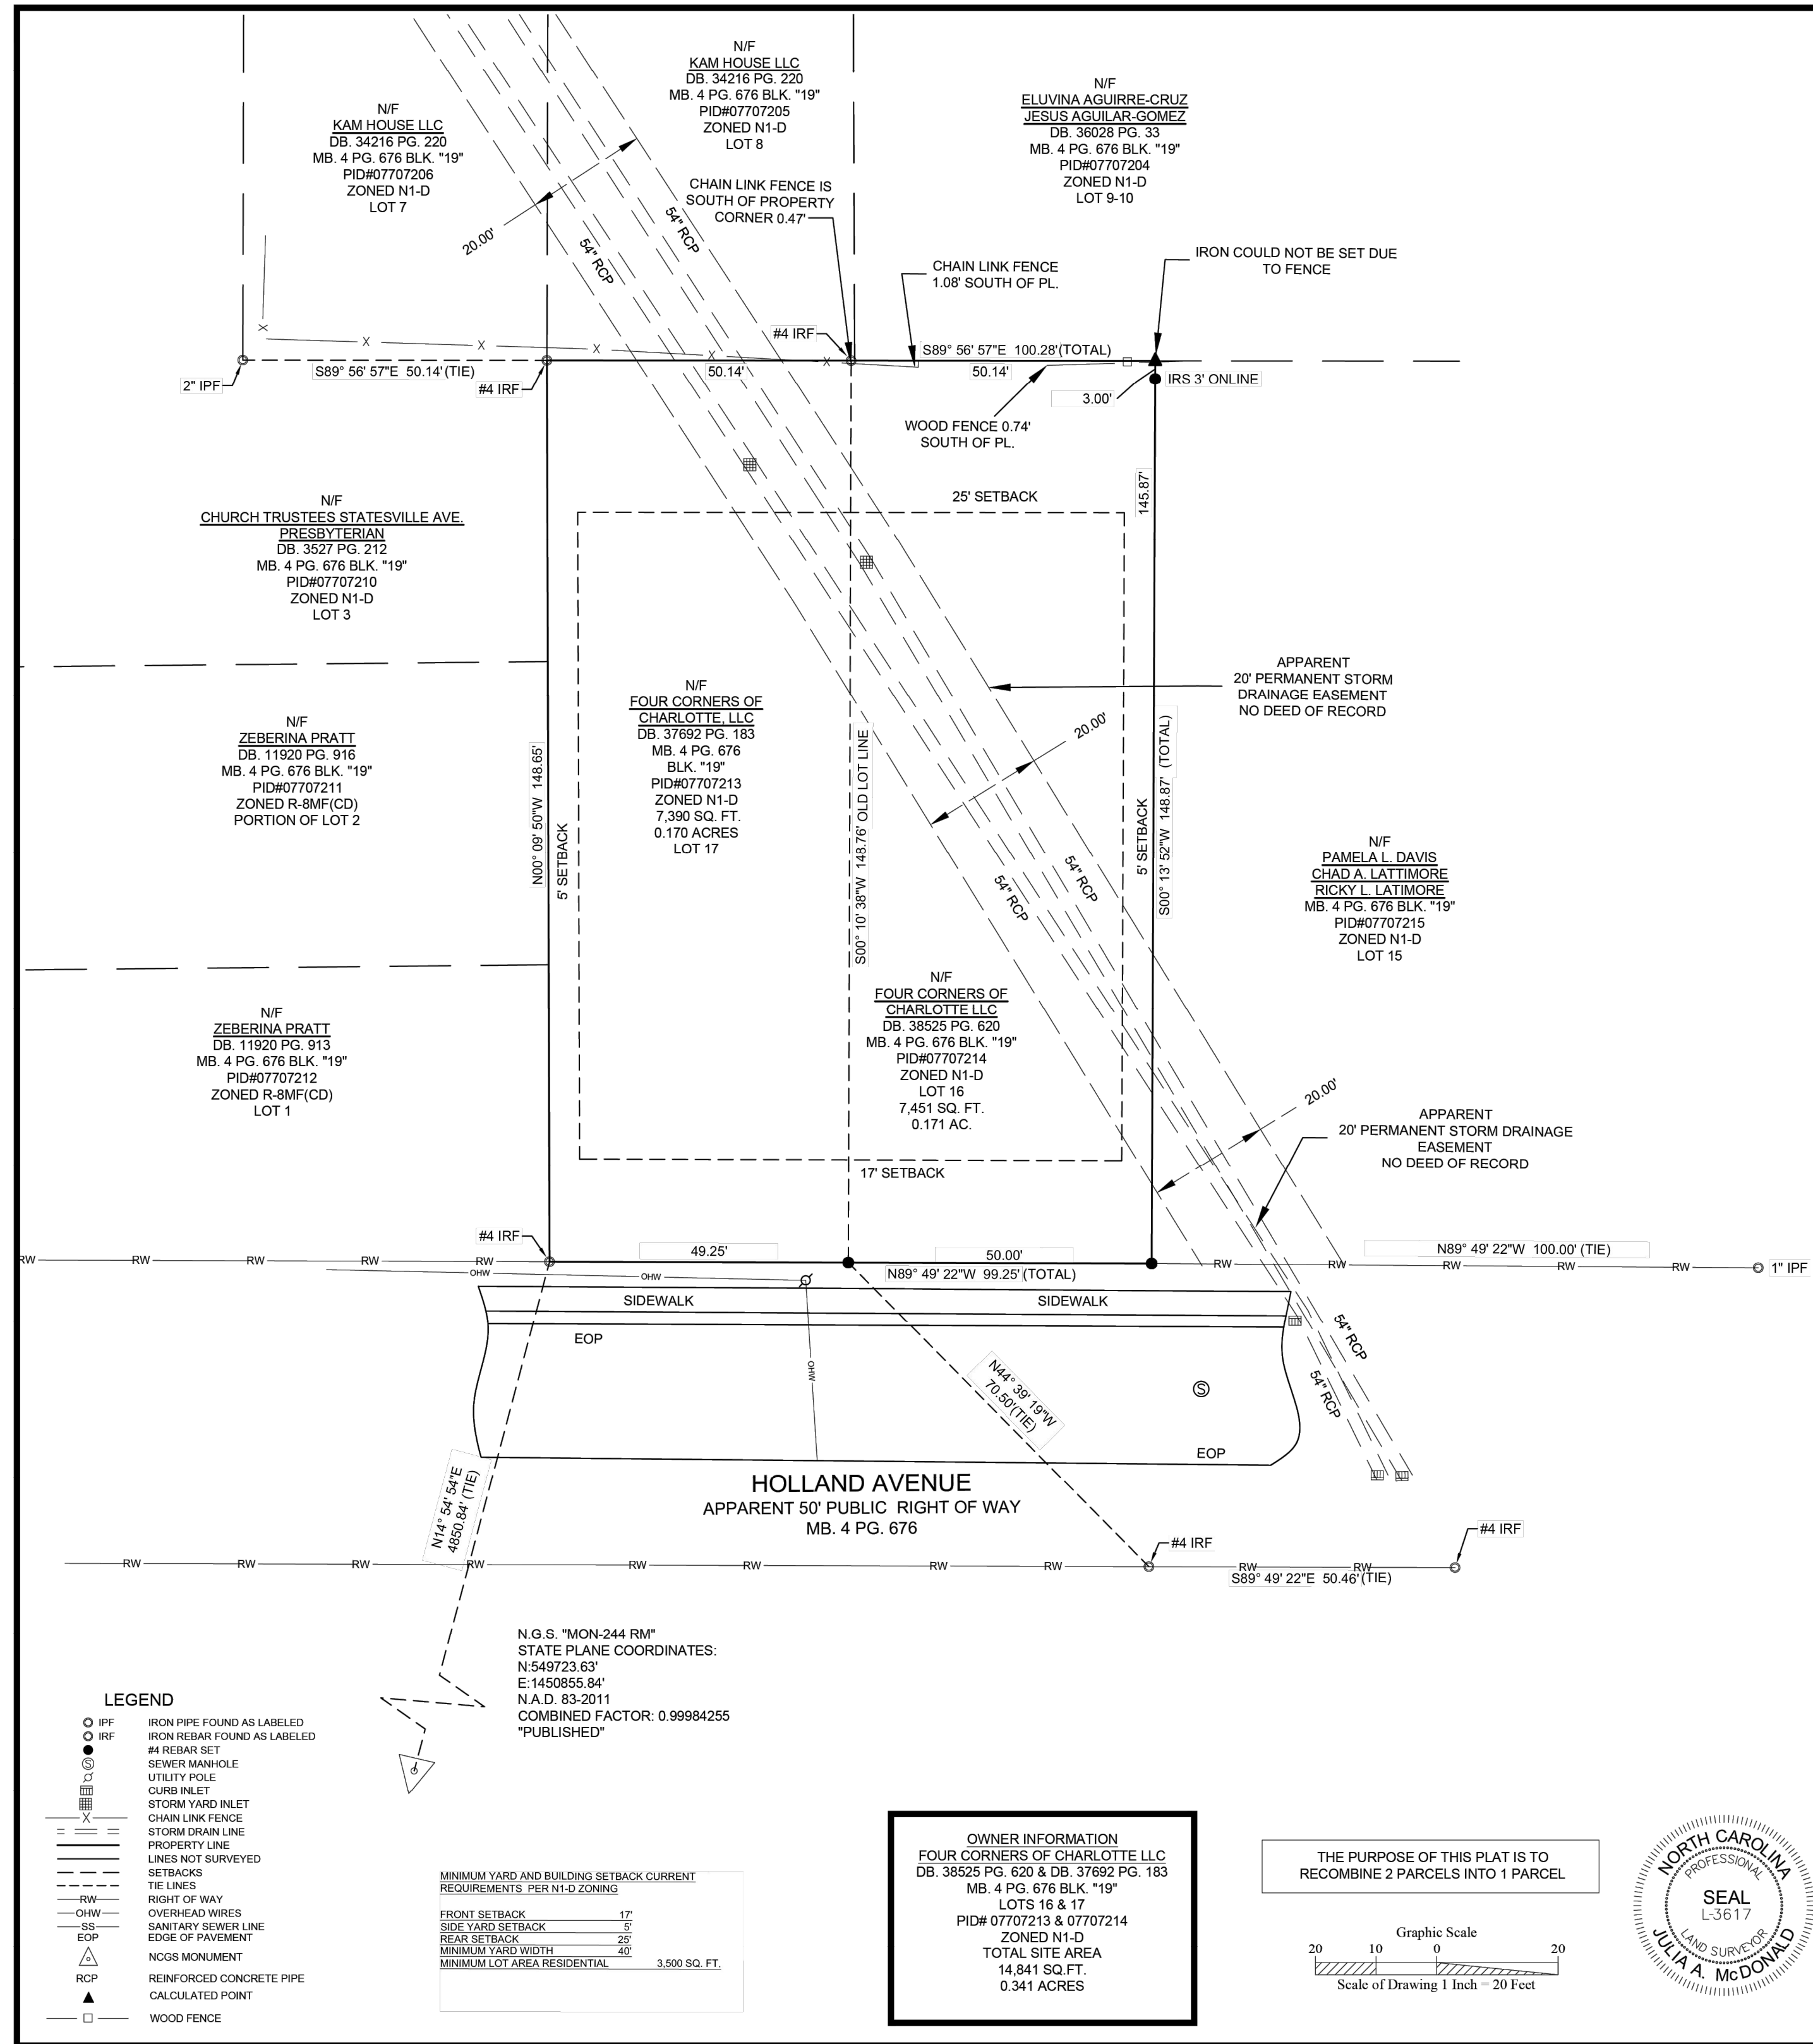 N/F
KAM HOUSE LLC
DB. 34216 PG. 220
MB. 4 PG. 676 BLK. "19"
PID#07707206
ZONED N1-D
LOT 7
N/F
KAM HOUSE LLC
DB. 34216 PG. 220
MB. 4 PG. 676 BLK. "19"
PID#07707205
ZONED N1-D
LOT 8
N/F
ELUVINA AGUIRRE-CRUZ
JESUS AGUILAR-GOMEZ
DB. 36028 PG. 33
MB. 4 PG. 676 BLK. "19"
PID#07707204
ZONED N1-D
LOT 9-10
CHAIN LINK FENCE IS
SOUTH OF PROPERTY
CORNER 0.47'
20.00'
54" RCP
54" RCP
CHAIN LINK FENCE
1.08' SOUTH OF PL.
IRON COULD NOT BE SET DUE
TO FENCE
X
X
X
X
X
X
#4 IRF
S89° 56' 57"E 100.28'(TOTAL)
2" IPF
S89° 56' 57"E 50.14'(TIE)
#4 IRF
50.14'
50.14'
IRS 3' ONLINE
3.00'
WOOD FENCE 0.74'
SOUTH OF PL.
145.87'
25' SETBACK
N/F
CHURCH TRUSTEES STATESVILLE AVE.
PRESBYTERIAN
DB. 3527 PG. 212
MB. 4 PG. 676 BLK. "19"
PID#07707210
ZONED N1-D
LOT 3
APPARENT
20' PERMANENT STORM
DRAINAGE EASEMENT
NO DEED OF RECORD
N/F
FOUR CORNERS OF
CHARLOTTE, LLC
DB. 37692 PG. 183
MB. 4 PG. 676
BLK. "19"
PID#07707213
ZONED N1-D
7,390 SQ. FT.
0.170 ACRES
LOT 17
N/F
ZEBERINA PRATT
DB. 11920 PG. 916
MB. 4 PG. 676 BLK. "19"
PID#07707211
ZONED R-8MF(CD)
PORTION OF LOT 2
N00° 09' 50"W 148.65'
5' SETBACK
S00° 10' 38"W 148.76' OLD LOT LINE
20.00'
5' SETBACK
S00° 13' 52"W 148.87' (TOTAL)
54" RCP
54" RCP
N/F
PAMELA L. DAVIS
CHAD A. LATTIMORE
RICKY L. LATIMORE
MB. 4 PG. 676 BLK. "19"
PID#07707215
ZONED N1-D
LOT 15
N/F
FOUR CORNERS OF
CHARLOTTE LLC
DB. 38525 PG. 620
MB. 4 PG. 676 BLK. "19"
PID#07707214
ZONED N1-D
LOT 16
7,451 SQ. FT.
0.171 AC.
N/F
ZEBERINA PRATT
DB. 11920 PG. 913
MB. 4 PG. 676 BLK. "19"
PID#07707212
ZONED R-8MF(CD)
LOT 1
20.00'
APPARENT
20' PERMANENT STORM DRAINAGE
EASEMENT
NO DEED OF RECORD
17' SETBACK
#4 IRF
RW RW RW RW RW
49.25'
50.00'
N89° 49' 22"W 99.25'(TOTAL)
N89° 49' 22"W 100.00'(TIE)
RW RW RW RW RW
1" IPF
OHW OHW
SIDEWALK SIDEWALK
EOP
OHW
54" RCP
54" RCP
N44° 39' 19"W
70.50'(TIE)
S
EOP
HOLLAND AVENUE
APPARENT 50' PUBLIC RIGHT OF WAY
MB. 4 PG. 676
N14° 54' 54"E
4850.84' (TIE)
#4 IRF
#4 IRF
RW RW RW RW RW RW RW RW RW RW
S89° 49' 22"E 50.46'(TIE)
N.G.S. "MON-244 RM"
STATE PLANE COORDINATES:
N:549723.63'
E:1450855.84'
N.A.D. 83-2011
COMBINED FACTOR: 0.99984255
"PUBLISHED"
LEGEND
IPF IRON PIPE FOUND AS LABELED
IRF IRON REBAR FOUND AS LABELED
#4 REBAR SET
S SEWER MANHOLE
UTILITY POLE
CURB INLET
STORM YARD INLET
X CHAIN LINK FENCE
STORM DRAIN LINE
PROPERTY LINE
LINES NOT SURVEYED
SETBACKS
TIE LINES
RW RIGHT OF WAY
OHW OVERHEAD WIRES
SS SANITARY SEWER LINE
EOP EDGE OF PAVEMENT
NCGS MONUMENT
RCP REINFORCED CONCRETE PIPE
CALCULATED POINT
WOOD FENCE
MINIMUM YARD AND BUILDING SETBACK CURRENT
REQUIREMENTS PER N1-D ZONING
FRONT SETBACK 17'
SIDE YARD SETBACK 5'
REAR SETBACK 25'
MINIMUM YARD WIDTH 40'
MINIMUM LOT AREA RESIDENTIAL 3,500 SQ. FT.
OWNER INFORMATION
FOUR CORNERS OF CHARLOTTE LLC
DB. 38525 PG. 620 & DB. 37692 PG. 183
MB. 4 PG. 676 BLK. "19"
LOTS 16 & 17
PID# 07707213 & 07707214
ZONED N1-D
TOTAL SITE AREA
14,841 SQ.FT.
0.341 ACRES
THE PURPOSE OF THIS PLAT IS TO
RECOMBINE 2 PARCELS INTO 1 PARCEL
Graphic Scale
20 10 0 20
Scale of Drawing 1 Inch = 20 Feet
NORTH CAROLINA
PROFESSIONAL
SEAL
L-3617
LAND SURVEYOR
JULIA A. McDONALD